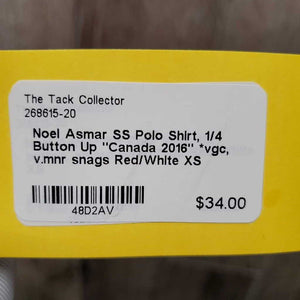 The Tack Collector
268615-20
Noel Asmar SS Polo Shirt, 1/4
Button Up "Canada 2016" *vgc,
v.mnr snags Red/White XS
48D2AV
$34.00